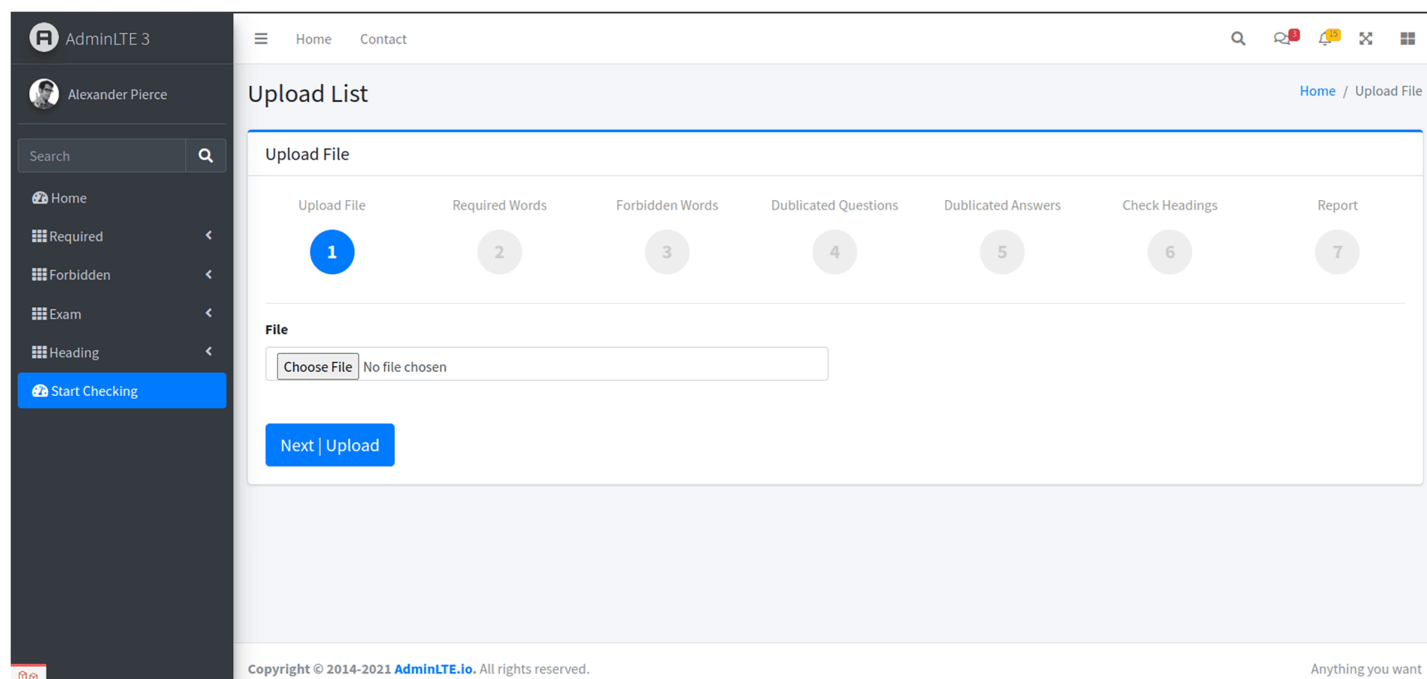 AdminLTE 3
Home Contact
3
15
Alexander Pierce
Upload List
Home / Upload File
Search
Upload File
Home
Required
Forbidden
Exam
Heading
Start Checking
Upload File Required Words Forbidden Words Dublicated Questions Dublicated Answers Check Headings Report
1 2 3 4 5 6 7
File
Choose File No file chosen
Next | Upload
Copyright © 2014-2021 AdminLTE.io. All rights reserved.
Anything you want